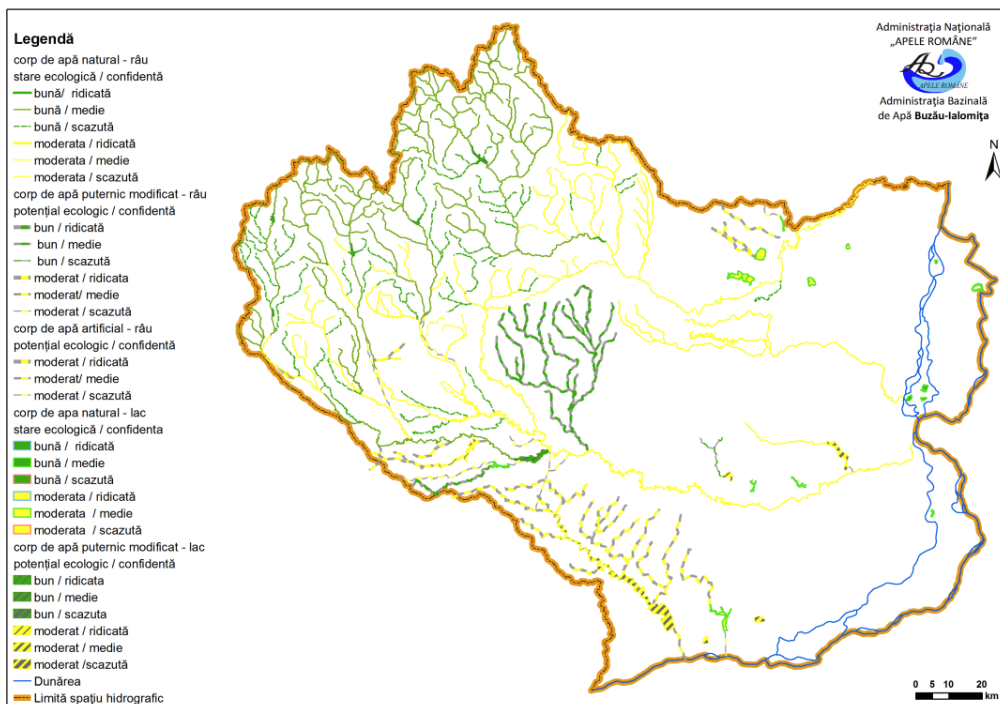 Legendă
corp de apă natural - râu
stare ecologică / confidentă
bună/ ridicată
bună / medie
bună / scazută
moderata / ridicată
moderata / medie
moderata / scazută
corp de apă puternic modificat - râu
potențial ecologic / confidentă
bun / ridicată
bun / medie
bun / scazută
moderat / ridicata
moderat/ medie
moderat / scazută
corp de apă artificial - râu
potențial ecologic / confidentă
moderat / ridicată
moderat/ medie
moderat / scazută
corp de apa natural - lac
stare ecologică / confidenta
bună / ridicată
bună / medie
bună / scazută
moderata / ridicată
moderata / medie
moderata / scazută
corp de apă puternic modificat - lac
potențial ecologic / confidentă
bun / ridicata
bun / medie
bun / scazuta
moderat / ridicată
moderat / medie
moderat /scazută
Dunărea
Limită spațiu hidrografic
Administrația Națională
„APELE ROMÂNE”
APELE ROMÂNE
Administrația Bazinală
de Apă Buzău-Ialomița
N
0 5 10 20
km